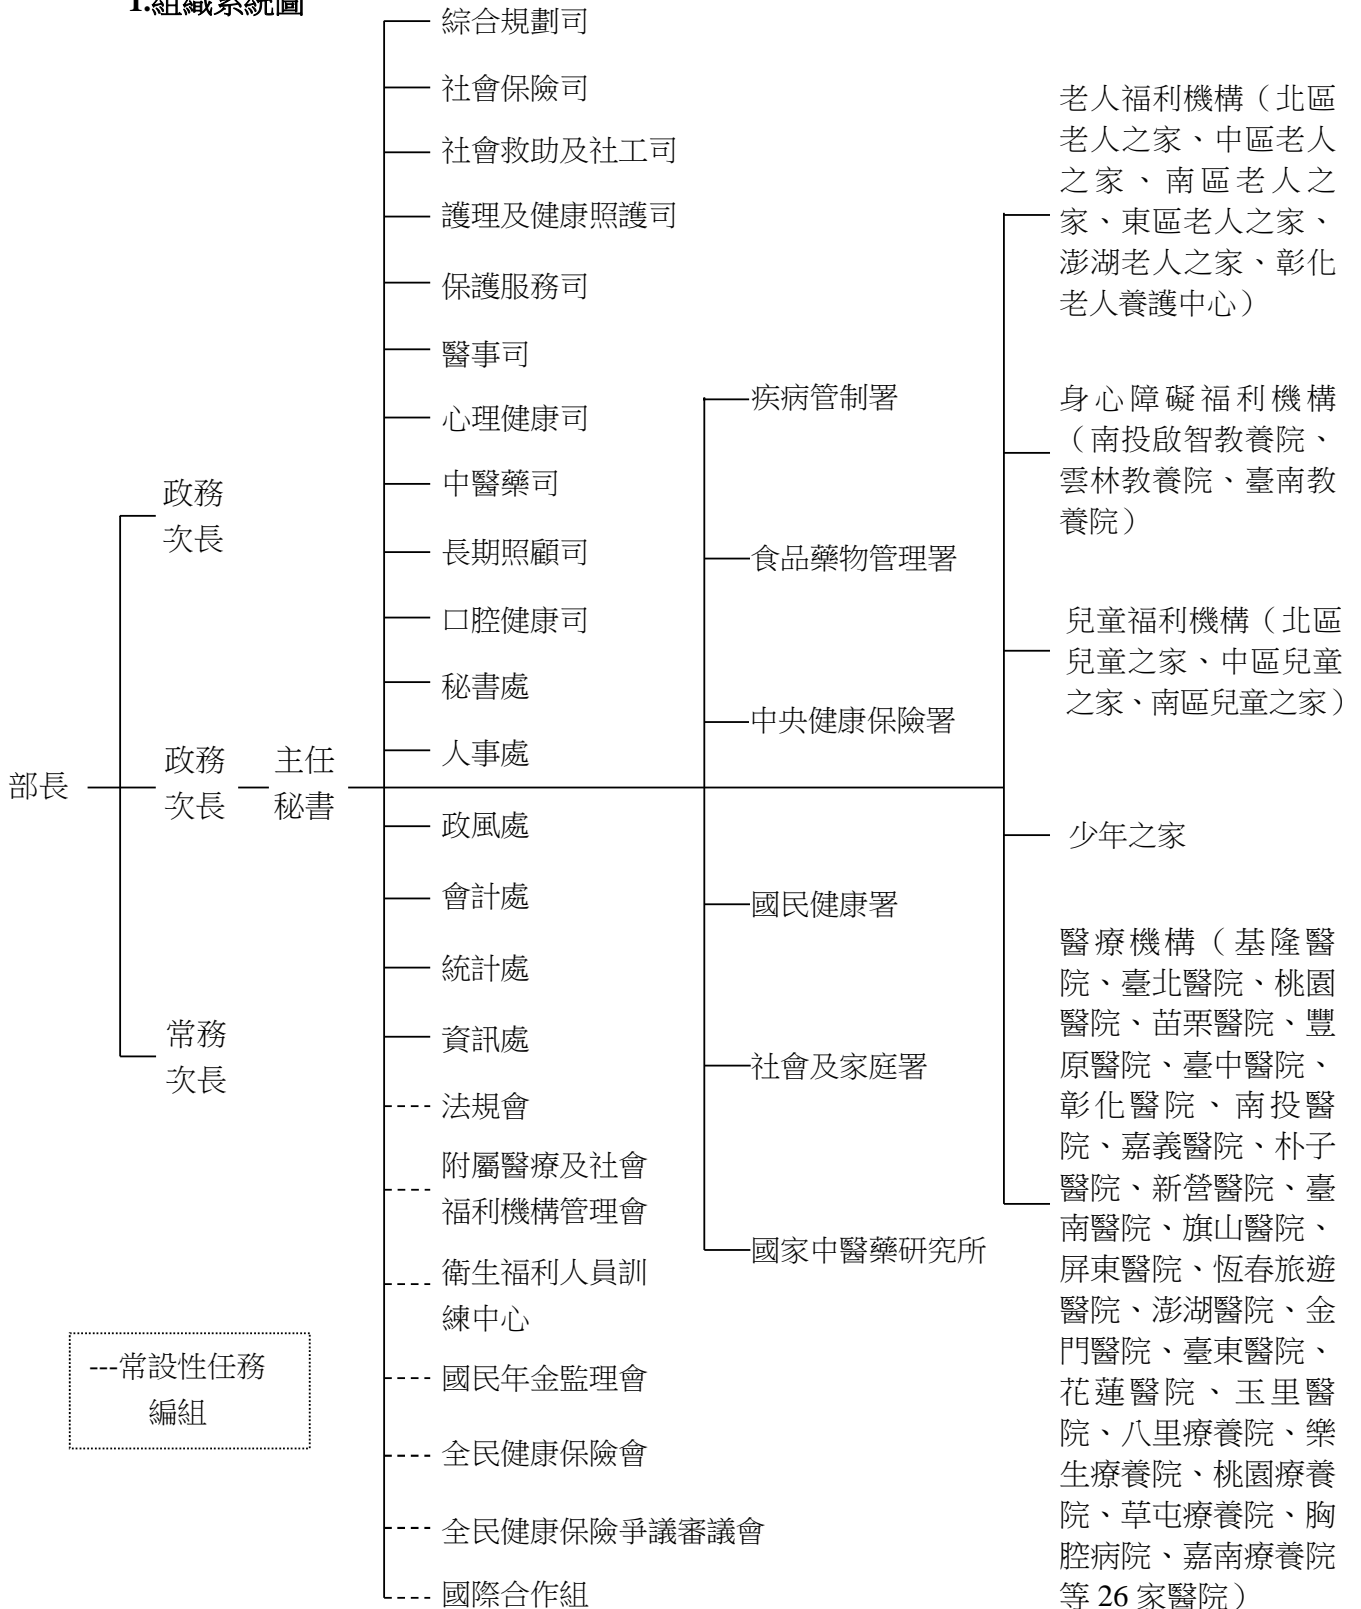 1.組織系統圖
部長
政務
次長
政務
次長
常務
次長
主任
秘書
綜合規劃司
社會保險司
社會救助及社工司
護理及健康照護司
保護服務司
醫事司
心理健康司
中醫藥司
長期照顧司
口腔健康司
秘書處
人事處
政風處
會計處
統計處
資訊處
法規會
附屬醫療及社會
福利機構管理會
衛生福利人員訓
練中心
國民年金監理會
全民健康保險會
全民健康保險爭議審議會
國際合作組
疾病管制署
食品藥物管理署
中央健康保險署
國民健康署
社會及家庭署
國家中醫藥研究所
老人福利機構（北區
老人之家、中區老人
之家、南區老人之
家、東區老人之家、
澎湖老人之家、彰化
老人養護中心）
身心障礙福利機構
（南投啟智教養院、
雲林教養院、臺南教
養院）
兒童福利機構（北區
兒童之家、中區兒童
之家、南區兒童之家）
少年之家
醫療機構（基隆醫
院、臺北醫院、桃園
醫院、苗栗醫院、豐
原醫院、臺中醫院、
彰化醫院、南投醫
院、嘉義醫院、朴子
醫院、新營醫院、臺
南醫院、旗山醫院、
屏東醫院、恆春旅遊
醫院、澎湖醫院、金
門醫院、臺東醫院、
花蓮醫院、玉里醫
院、八里療養院、樂
生療養院、桃園療養
院、草屯療養院、胸
腔病院、嘉南療養院
等 26 家醫院）
---常設性任務
編組